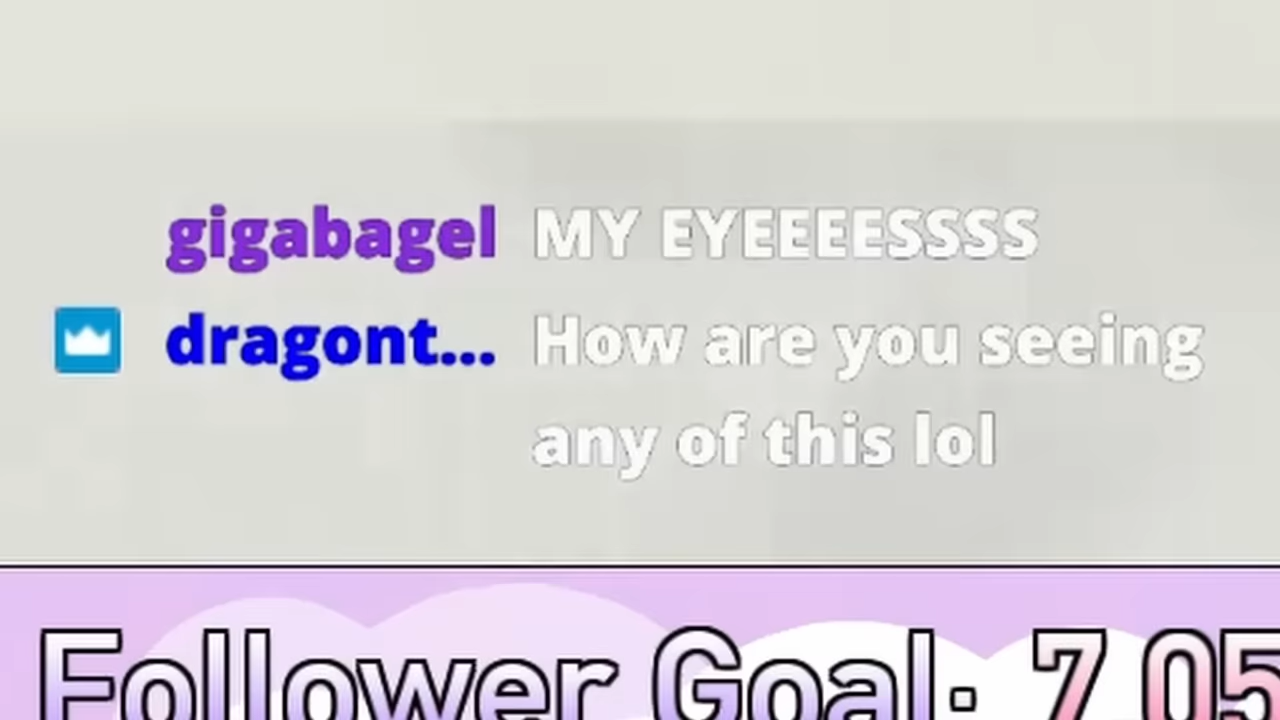 gigabagel MY EYEEEESSSS
dragont... How are you seeing
any of this lol
Follower Goal: 7,05